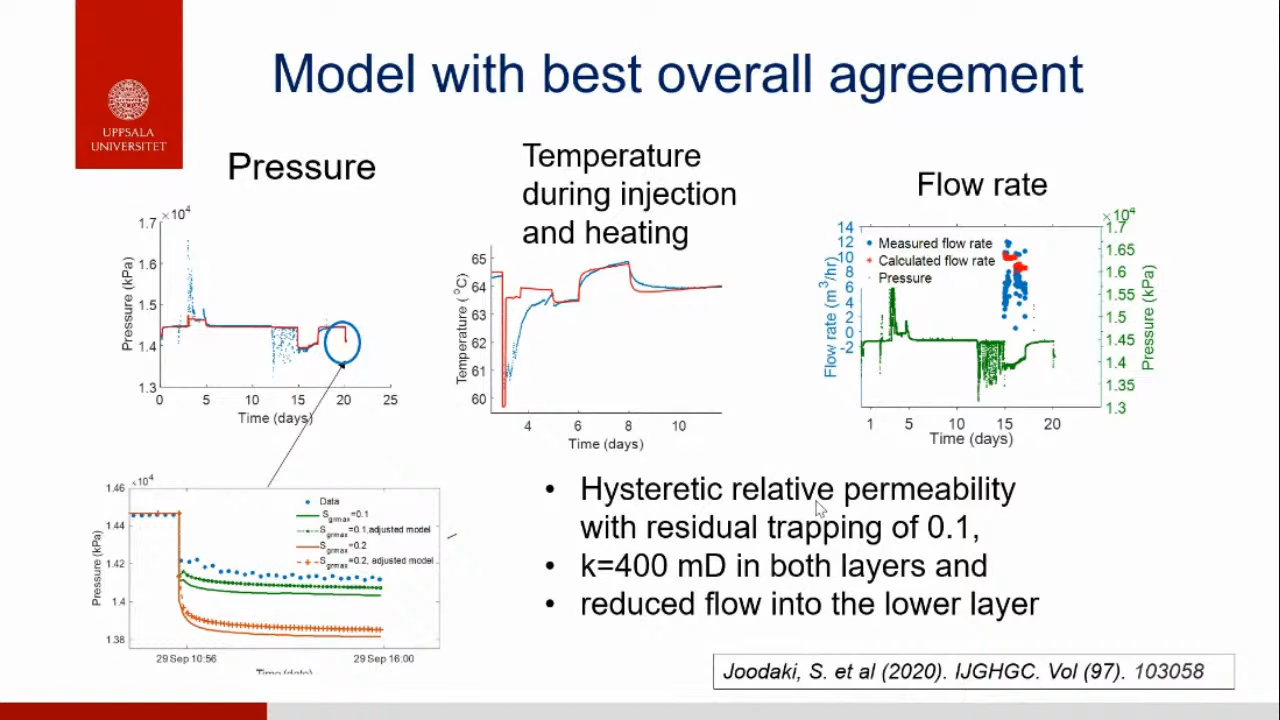 UPPSALA
UNIVERSITET
Model with best overall agreement
Pressure
×10⁴
1.7
1.6
1.5
1.4
1.3
0 5 10 15 20 25
Pressure (kPa)
Time (days)
Temperature
during injection
and heating
65
64
63
62
61
60
4 6 8 10
Temperature (°C)
Time (days)
Flow rate
14
12
10
8
6
4
2
0
-2
Flow rate (m³/hr)
Measured flow rate
Calculated flow rate
Pressure
×10⁴
1.7
1.65
1.6
1.55
1.5
1.45
1.4
1.35
1.3
Pressure (kPa)
1 5 10 15 20
Time (days)
×10⁴
1.46
1.44
1.42
1.4
1.38
Pressure (kPa)
Data
Sgrmax=0.1
Sgrmax=0.1,adjusted model
Sgrmax=0.2
Sgrmax=0.2, adjusted model
29 Sep 10:56 29 Sep 16:00
Time (date)
• Hysteretic relative permeability
with residual trapping of 0.1,
• k=400 mD in both layers and
• reduced flow into the lower layer
Joodaki, S. et al (2020). IJGHGC. Vol (97). 103058